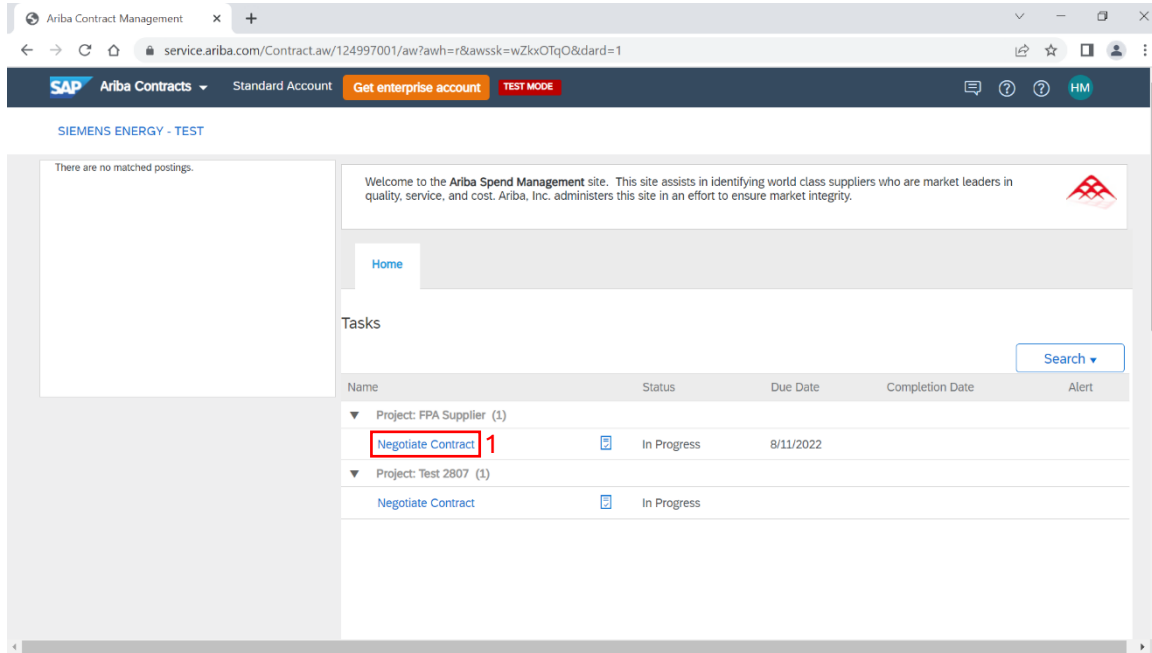 Ariba Contract Management
service.ariba.com/Contract.aw/124997001/aw?awh=r&awssk=wZkxOTqO&dard=1
SAP Ariba Contracts Standard Account Get enterprise account TEST MODE HM
SIEMENS ENERGY - TEST
There are no matched postings.
Welcome to the Ariba Spend Management site. This site assists in identifying world class suppliers who are market leaders in
quality, service, and cost. Ariba, Inc. administers this site in an effort to ensure market integrity.
Home
Tasks
Search
Name Status Due Date Completion Date Alert
Project: FPA Supplier (1)
Negotiate Contract 1 In Progress 8/11/2022
Project: Test 2807 (1)
Negotiate Contract In Progress